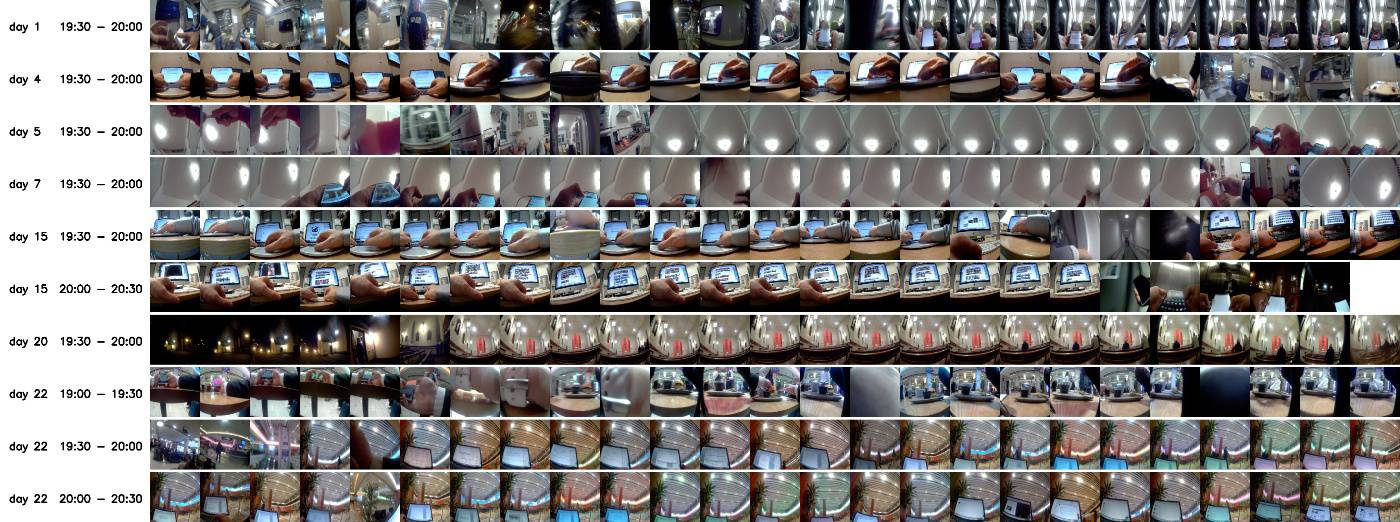 day 1 19:30 – 20:00
day 4 19:30 – 20:00
day 5 19:30 – 20:00
day 7 19:30 – 20:00
day 15 19:30 – 20:00
day 15 20:00 – 20:30
day 20 19:30 – 20:00
day 22 19:00 – 19:30
day 22 19:30 – 20:00
day 22 20:00 – 20:30